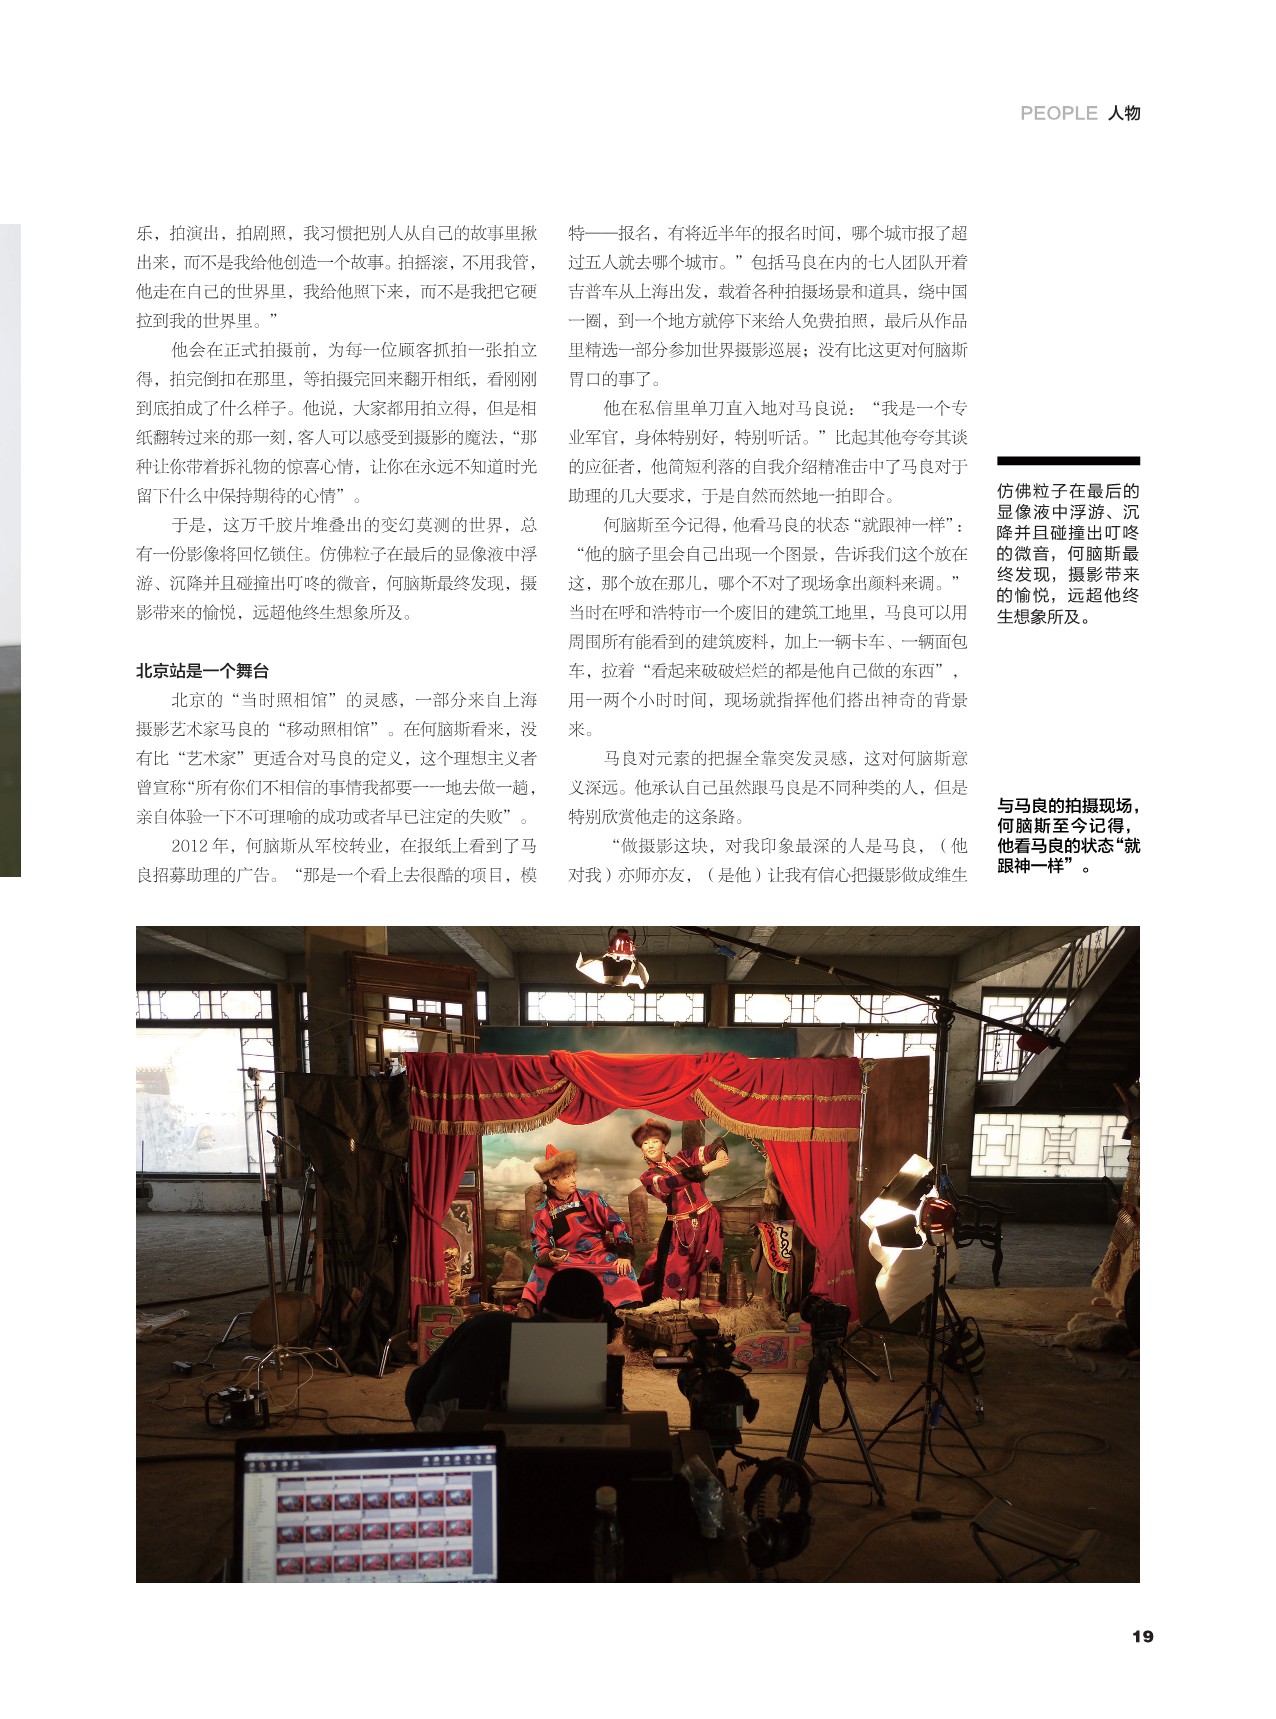 PEOPLE 人物
乐，拍演出，拍剧照，我习惯把别人从自己的故事里揪
出来，而不是我给他创造一个故事。拍摇滚，不用我管，
他走在自己的世界里，我给他照下来，而不是我把它硬
拉到我的世界里。”
他会在正式拍摄前，为每一位顾客抓拍一张拍立
得，拍完倒扣在那里，等拍摄完回来翻开相纸，看刚刚
到底拍成了什么样子。他说，大家都用拍立得，但是相
纸翻转过来的那一刻，客人可以感受到摄影的魔法，“那
种让你带着拆礼物的惊喜心情，让你在永远不知道时光
留下什么中保持期待的心情”。
于是，这万千胶片堆叠出的变幻莫测的世界，总
有一份影像将回忆锁住。仿佛粒子在最后的显像液中浮
游、沉降并且碰撞出叮咚的微音，何脑斯最终发现，摄
影带来的愉悦，远超他终生想象所及。
北京站是一个舞台
北京的“当时照相馆”的灵感，一部分来自上海
摄影艺术家马良的“移动照相馆”。在何脑斯看来，没
有比“艺术家”更适合对马良的定义，这个理想主义者
曾宣称“所有你们不相信的事情我都要一一地去做一趟，
亲自体验一下不可理喻的成功或者早已注定的失败”。
2012 年，何脑斯从军校转业，在报纸上看到了马
良招募助理的广告。“那是一个看上去很酷的项目，模
特——报名，有将近半年的报名时间，哪个城市报了超
过五人就去哪个城市。”包括马良在内的七人团队开着
吉普车从上海出发，载着各种拍摄场景和道具，绕中国
一圈，到一个地方就停下来给人免费拍照，最后从作品
里精选一部分参加世界摄影巡展；没有比这更对何脑斯
胃口的事了。
他在私信里单刀直入地对马良说：“我是一个专
业军官，身体特别好，特别听话。”比起其他夸夸其谈
的应征者，他简短利落的自我介绍精准击中了马良对于
助理的几大要求，于是自然而然地一拍即合。
何脑斯至今记得，他看马良的状态“就跟神一样”：
“他的脑子里会自己出现一个图景，告诉我们这个放在
这，那个放在那儿，哪个不对了现场拿出颜料来调。”
当时在呼和浩特市一个废旧的建筑工地里，马良可以用
周围所有能看到的建筑废料，加上一辆卡车、一辆面包
车，拉着“看起来破破烂烂的都是他自己做的东西”，
用一两个小时时间，现场就指挥他们搭出神奇的背景
来。
马良对元素的把握全靠突发灵感，这对何脑斯意
义深远。他承认自己虽然跟马良是不同种类的人，但是
特别欣赏他走的这条路。
“做摄影这块，对我印象最深的人是马良，（他
对我）亦师亦友，（是他）让我有信心把摄影做成维生
仿佛粒子在最后的
显像液中浮游、沉
降并且碰撞出叮咚
的微音，何脑斯最
终发现，摄影带来
的愉悦，远超他终
生想象所及。
与马良的拍摄现场，
何脑斯至今记得，
他看马良的状态“就
跟神一样”。
19